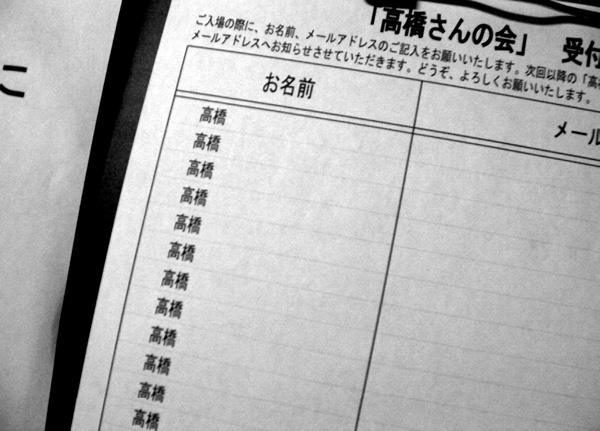 「高橋さんの会」 受付
ご入場の際に、お名前、メールアドレスのご記入をお願いいたします。次回以降の「高
メールアドレスへお知らせさせていただきます。どうぞ、よろしくお願いいたします。
お名前 メール
高橋
高橋
高橋
高橋
高橋
高橋
高橋
高橋
高橋
高橋
高橋
高橋
こ